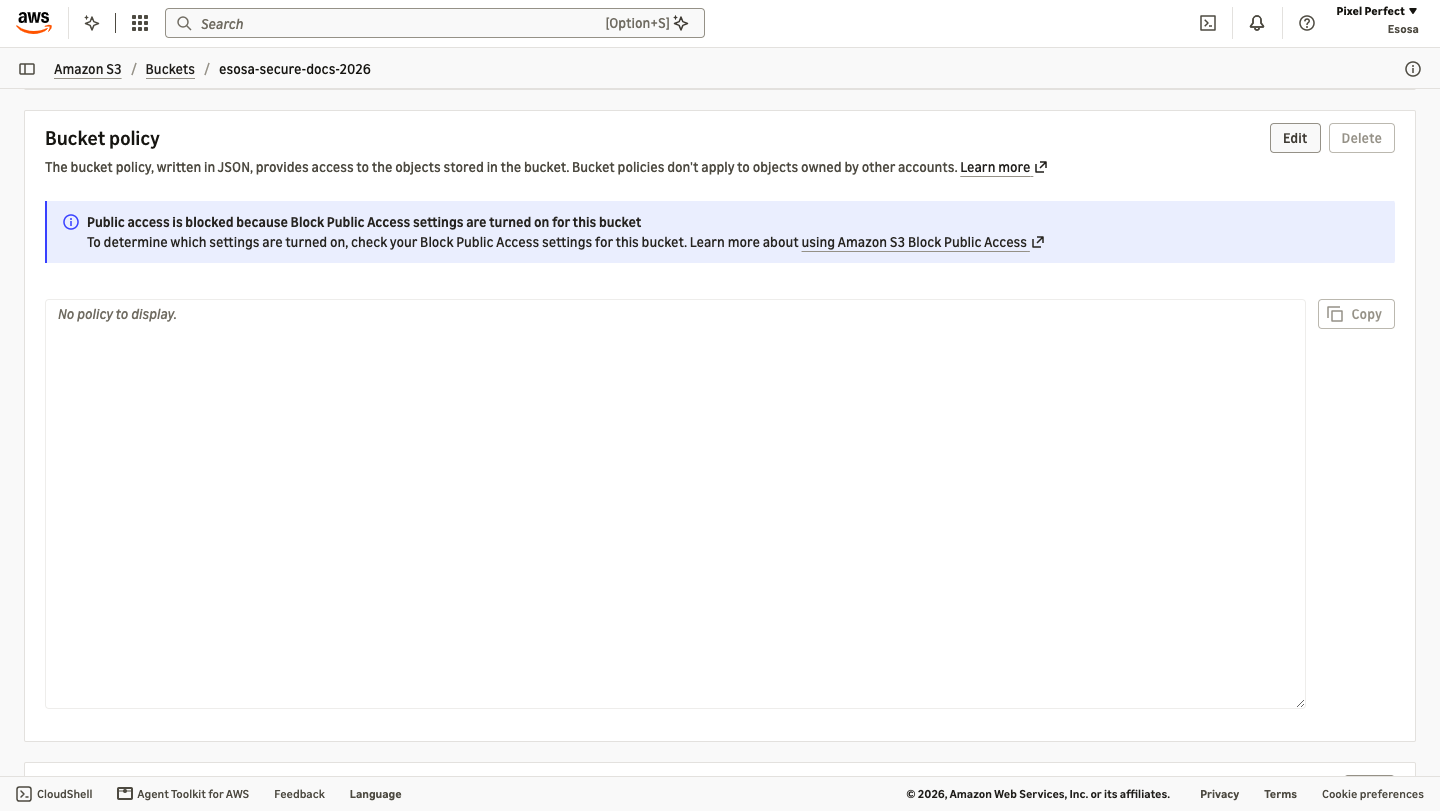 aws
Search [Option+S]
Pixel Perfect
Esosa
Amazon S3 / Buckets / esosa-secure-docs-2026
Bucket policy
Edit
Delete
The bucket policy, written in JSON, provides access to the objects stored in the bucket. Bucket policies don't apply to objects owned by other accounts. Learn more
Public access is blocked because Block Public Access settings are turned on for this bucket
To determine which settings are turned on, check your Block Public Access settings for this bucket. Learn more about using Amazon S3 Block Public Access
No policy to display.
Copy
CloudShell Agent Toolkit for AWS Feedback Language © 2026, Amazon Web Services, Inc. or its affiliates. Privacy Terms Cookie preferences